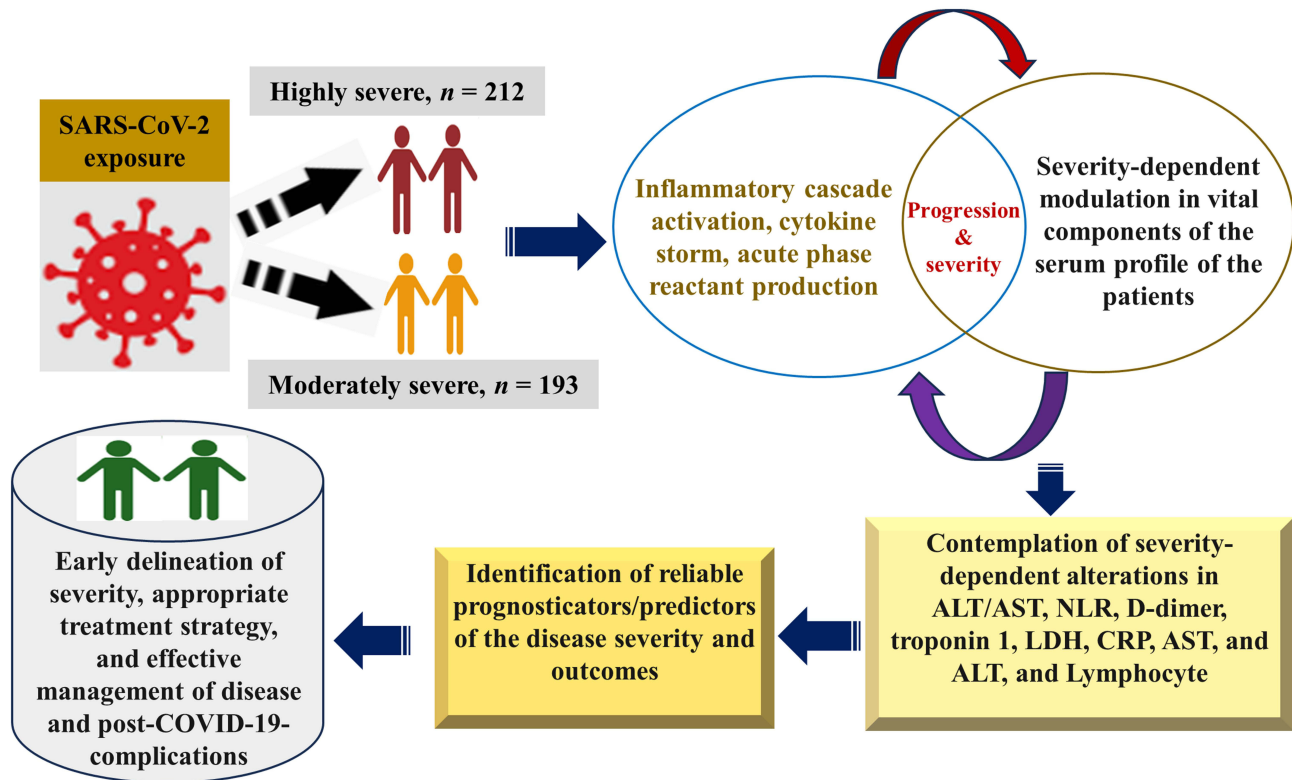 SARS-CoV-2
exposure
Highly severe, n = 212
Moderately severe, n = 193
Inflammatory cascade
activation, cytokine
storm, acute phase
reactant production
Progression
&
severity
Severity-dependent
modulation in vital
components of the
serum profile of the
patients
Contemplation of severity-
dependent alterations in
ALT/AST, NLR, D-dimer,
troponin 1, LDH, CRP, AST, and
ALT, and Lymphocyte
Identification of reliable
prognosticators/predictors
of the disease severity and
outcomes
Early delineation of
severity, appropriate
treatment strategy,
and effective
management of disease
and post-COVID-19-
complications